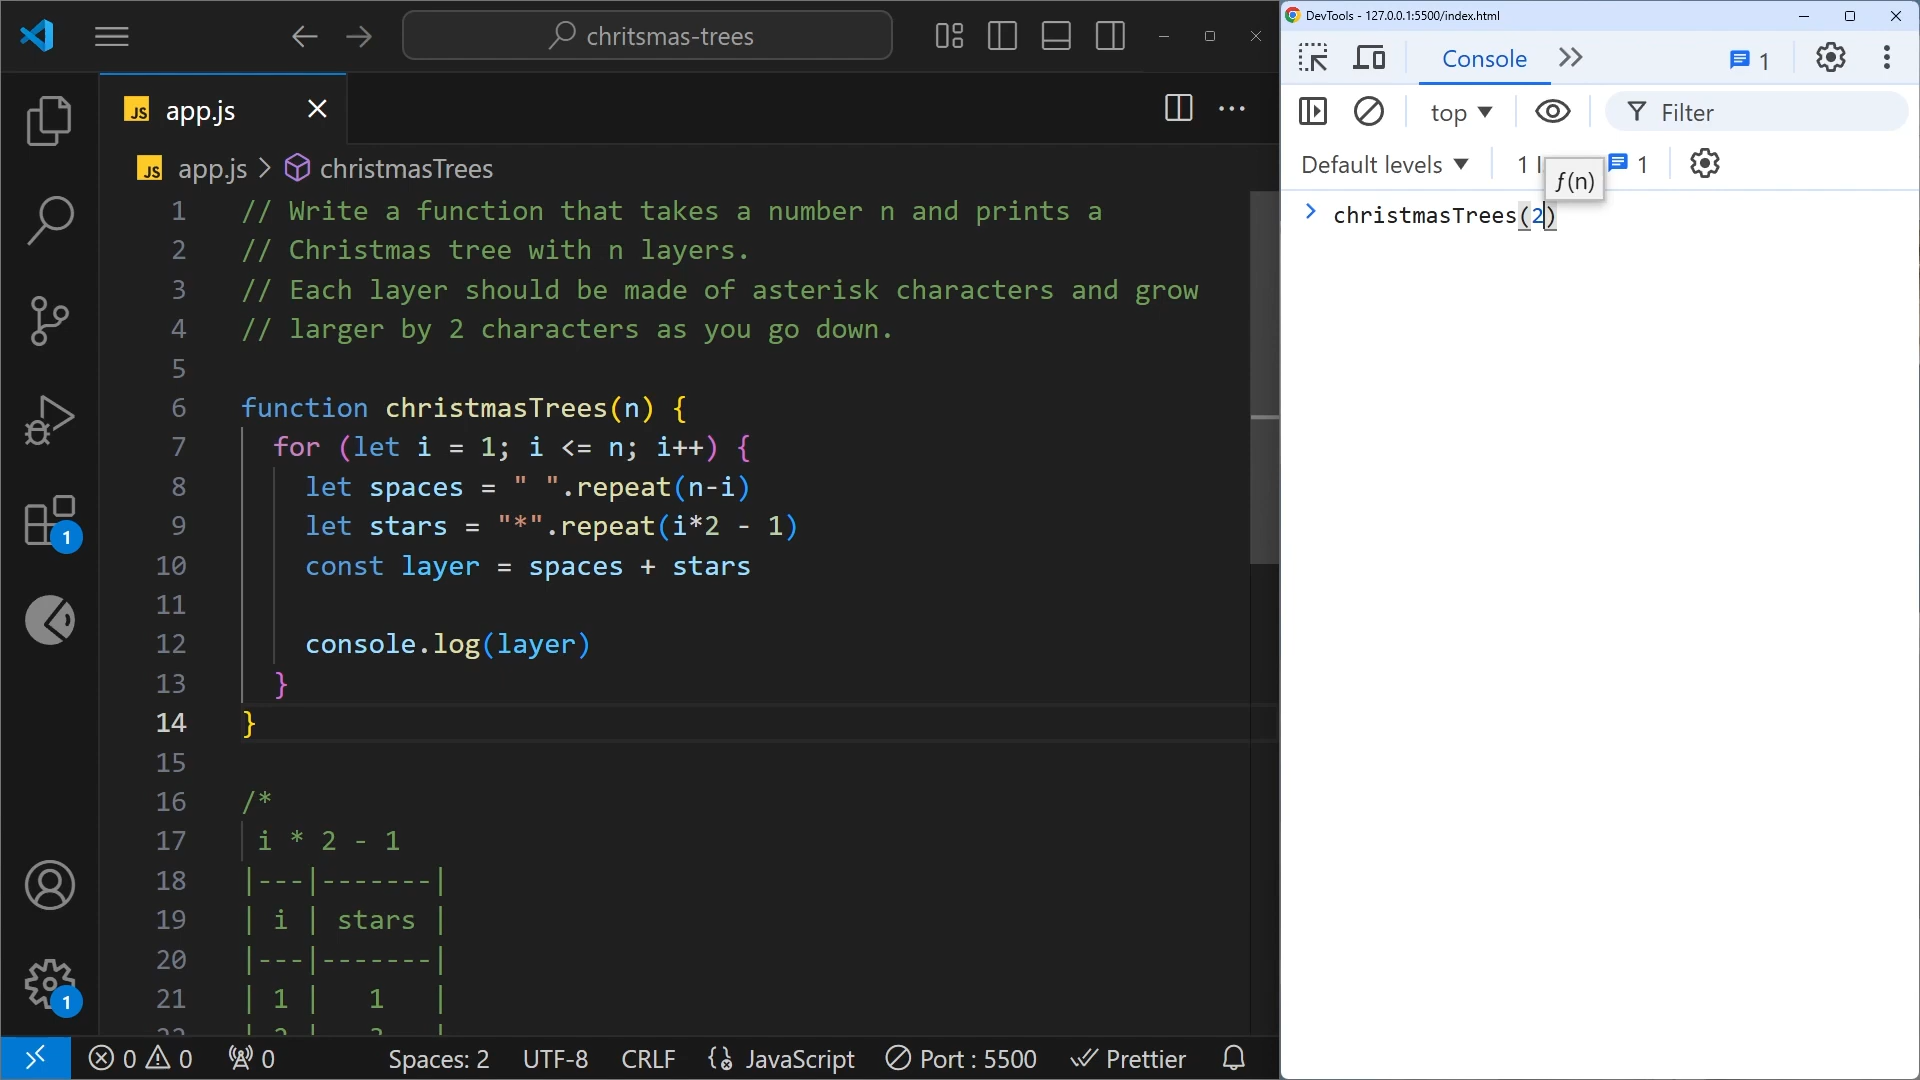 chritsmas-trees
app.js
app.js > christmasTrees
1 // Write a function that takes a number n and prints a
2 // Christmas tree with n layers.
3 // Each layer should be made of asterisk characters and grow
4 // larger by 2 characters as you go down.
5
6 function christmasTrees(n) {
7 for (let i = 1; i <= n; i++) {
8 let spaces = " ".repeat(n-i)
9 let stars = "*".repeat(i*2 - 1)
10 const layer = spaces + stars
11
12 console.log(layer)
13 }
14 }
15
16 /*
17 i * 2 - 1
18 |---|-------|
19 | i | stars |
20 |---|-------|
21 | 1 | 1 |
1
1
0 0 0 Spaces: 2 UTF-8 CRLF JavaScript Port : 5500 Prettier
DevTools - 127.0.0.1:5500/index.html
Console 1
top Filter
Default levels 1 1
f(n)
> christmasTrees(2)